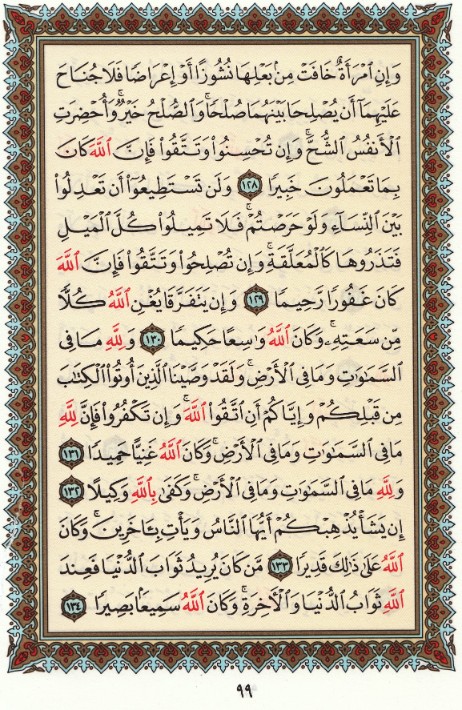 وَإِنِ ٱمْرَأَةٌ خَافَتْ مِنۢ بَعْلِهَا نُشُوزًا أَوْ إِعْرَاضًا فَلَا جُنَاحَ
عَلَيْهِمَآ أَن يُصْلِحَا بَيْنَهُمَا صُلْحًا ۚ وَٱلصُّلْحُ خَيْرٌ ۗ وَأُحْضِرَتِ
ٱلْأَنفُسُ ٱلشُّحَّ ۚ وَإِن تُحْسِنُوا۟ وَتَتَّقُوا۟ فَإِنَّ ٱللَّهَ كَانَ
بِمَا تَعْمَلُونَ خَبِيرًا ١٢٨ وَلَن تَسْتَطِيعُوٓا۟ أَن تَعْدِلُوا۟
بَيْنَ ٱلنِّسَآءِ وَلَوْ حَرَصْتُمْ ۖ فَلَا تَمِيلُوا۟ كُلَّ ٱلْمَيْلِ
فَتَذَرُوهَا كَٱلْمُعَلَّقَةِ ۚ وَإِن تُصْلِحُوا۟ وَتَتَّقُوا۟ فَإِنَّ ٱللَّهَ
كَانَ غَفُورًا رَّحِيمًا ١٢٩ وَإِن يَتَفَرَّقَا يُغْنِ ٱللَّهُ كُلًّا
مِّن سَعَتِهِۦ ۚ وَكَانَ ٱللَّهُ وَٰسِعًا حَكِيمًا ١٣٠ وَلِلَّهِ مَا فِى
ٱلسَّمَٰوَٰتِ وَمَا فِى ٱلْأَرْضِ ۗ وَلَقَدْ وَصَّيْنَا ٱلَّذِينَ أُوتُوا۟ ٱلْكِتَٰبَ
مِن قَبْلِكُمْ وَإِيَّاكُمْ أَنِ ٱتَّقُوا۟ ٱللَّهَ ۚ وَإِن تَكْفُرُوا۟ فَإِنَّ لِلَّهِ
مَا فِى ٱلسَّمَٰوَٰتِ وَمَا فِى ٱلْأَرْضِ ۚ وَكَانَ ٱللَّهُ غَنِيًّا حَمِيدًا ١٣١
وَلِلَّهِ مَا فِى ٱلسَّمَٰوَٰتِ وَمَا فِى ٱلْأَرْضِ ۚ وَكَفَىٰ بِٱللَّهِ وَكِيلًا ١٣٢
إِن يَشَأْ يُذْهِبْكُمْ أَيُّهَا ٱلنَّاسُ وَيَأْتِ بِـَٔاخَرِينَ ۚ وَكَانَ
ٱللَّهُ عَلَىٰ ذَٰلِكَ قَدِيرًا ١٣٣ مَّن كَانَ يُرِيدُ ثَوَابَ ٱلدُّنْيَا فَعِندَ
ٱللَّهِ ثَوَابُ ٱلدُّنْيَا وَٱلْأَخِرَةِ ۚ وَكَانَ ٱللَّهُ سَمِيعًۢا بَصِيرًا ١٣٤
٩٩